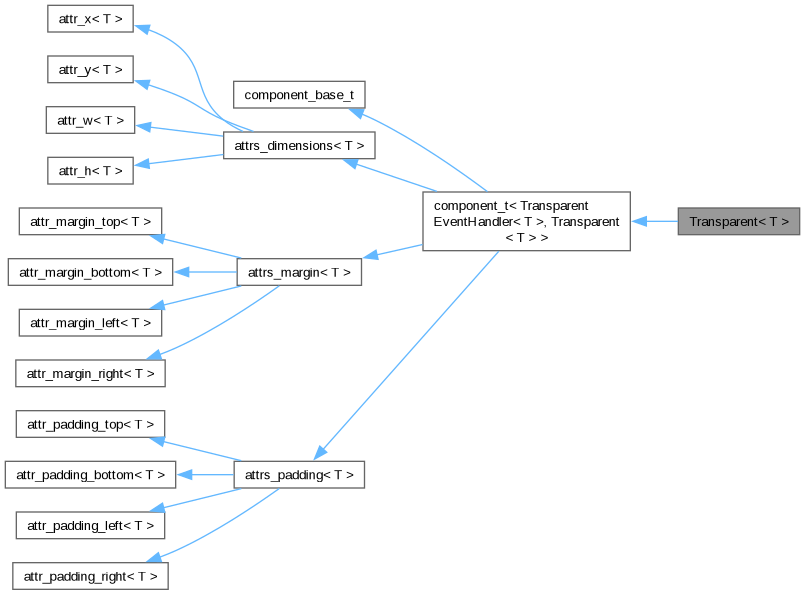 attr_x< T >
attr_y< T >
component_base_t
attr_w< T >
attrs_dimensions< T >
attr_h< T >
component_t< Transparent
EventHandler< T >, Transparent
< T > >
Transparent< T >
attr_margin_top< T >
attr_margin_bottom< T >
attrs_margin< T >
attr_margin_left< T >
attr_margin_right< T >
attr_padding_top< T >
attr_padding_bottom< T >
attrs_padding< T >
attr_padding_left< T >
attr_padding_right< T >